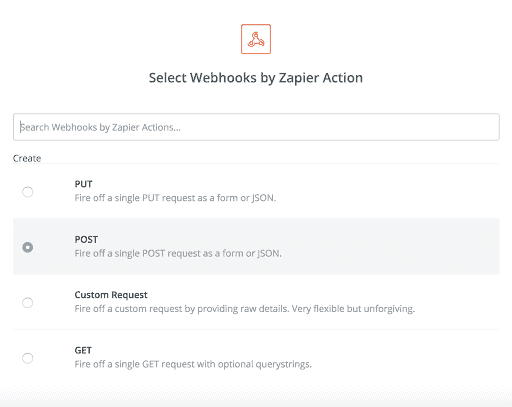 Select Webhooks by Zapier Action
Search Webhooks by Zapier Actions...
Create
PUT
Fire off a single PUT request as a form or JSON.
POST
Fire off a single POST request as a form or JSON.
Custom Request
Fire off a custom request by providing raw details. Very flexible but unforgiving.
GET
Fire off a single GET request with optional querystrings.